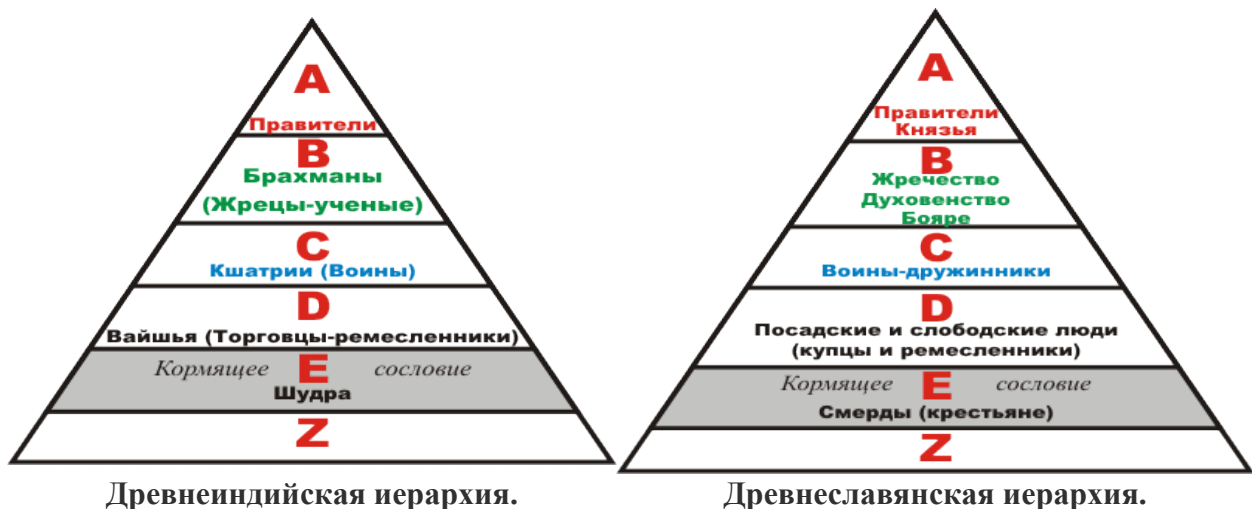 A
Правители
B
Брахманы
(Жрецы-ученые)
C
Кшатрии (Воины)
D
Вайшья (Торговцы-ремесленники)
Кормящее E сословие
Шудра
Z
Древнеиндийская иерархия.
A
Правители
Князья
B
Жречество
Духовенство
Бояре
C
Воины-дружинники
D
Посадские и слободские люди
(купцы и ремесленники)
Кормящее E сословие
Смерды (крестьяне)
Z
Древнеславянская иерархия.